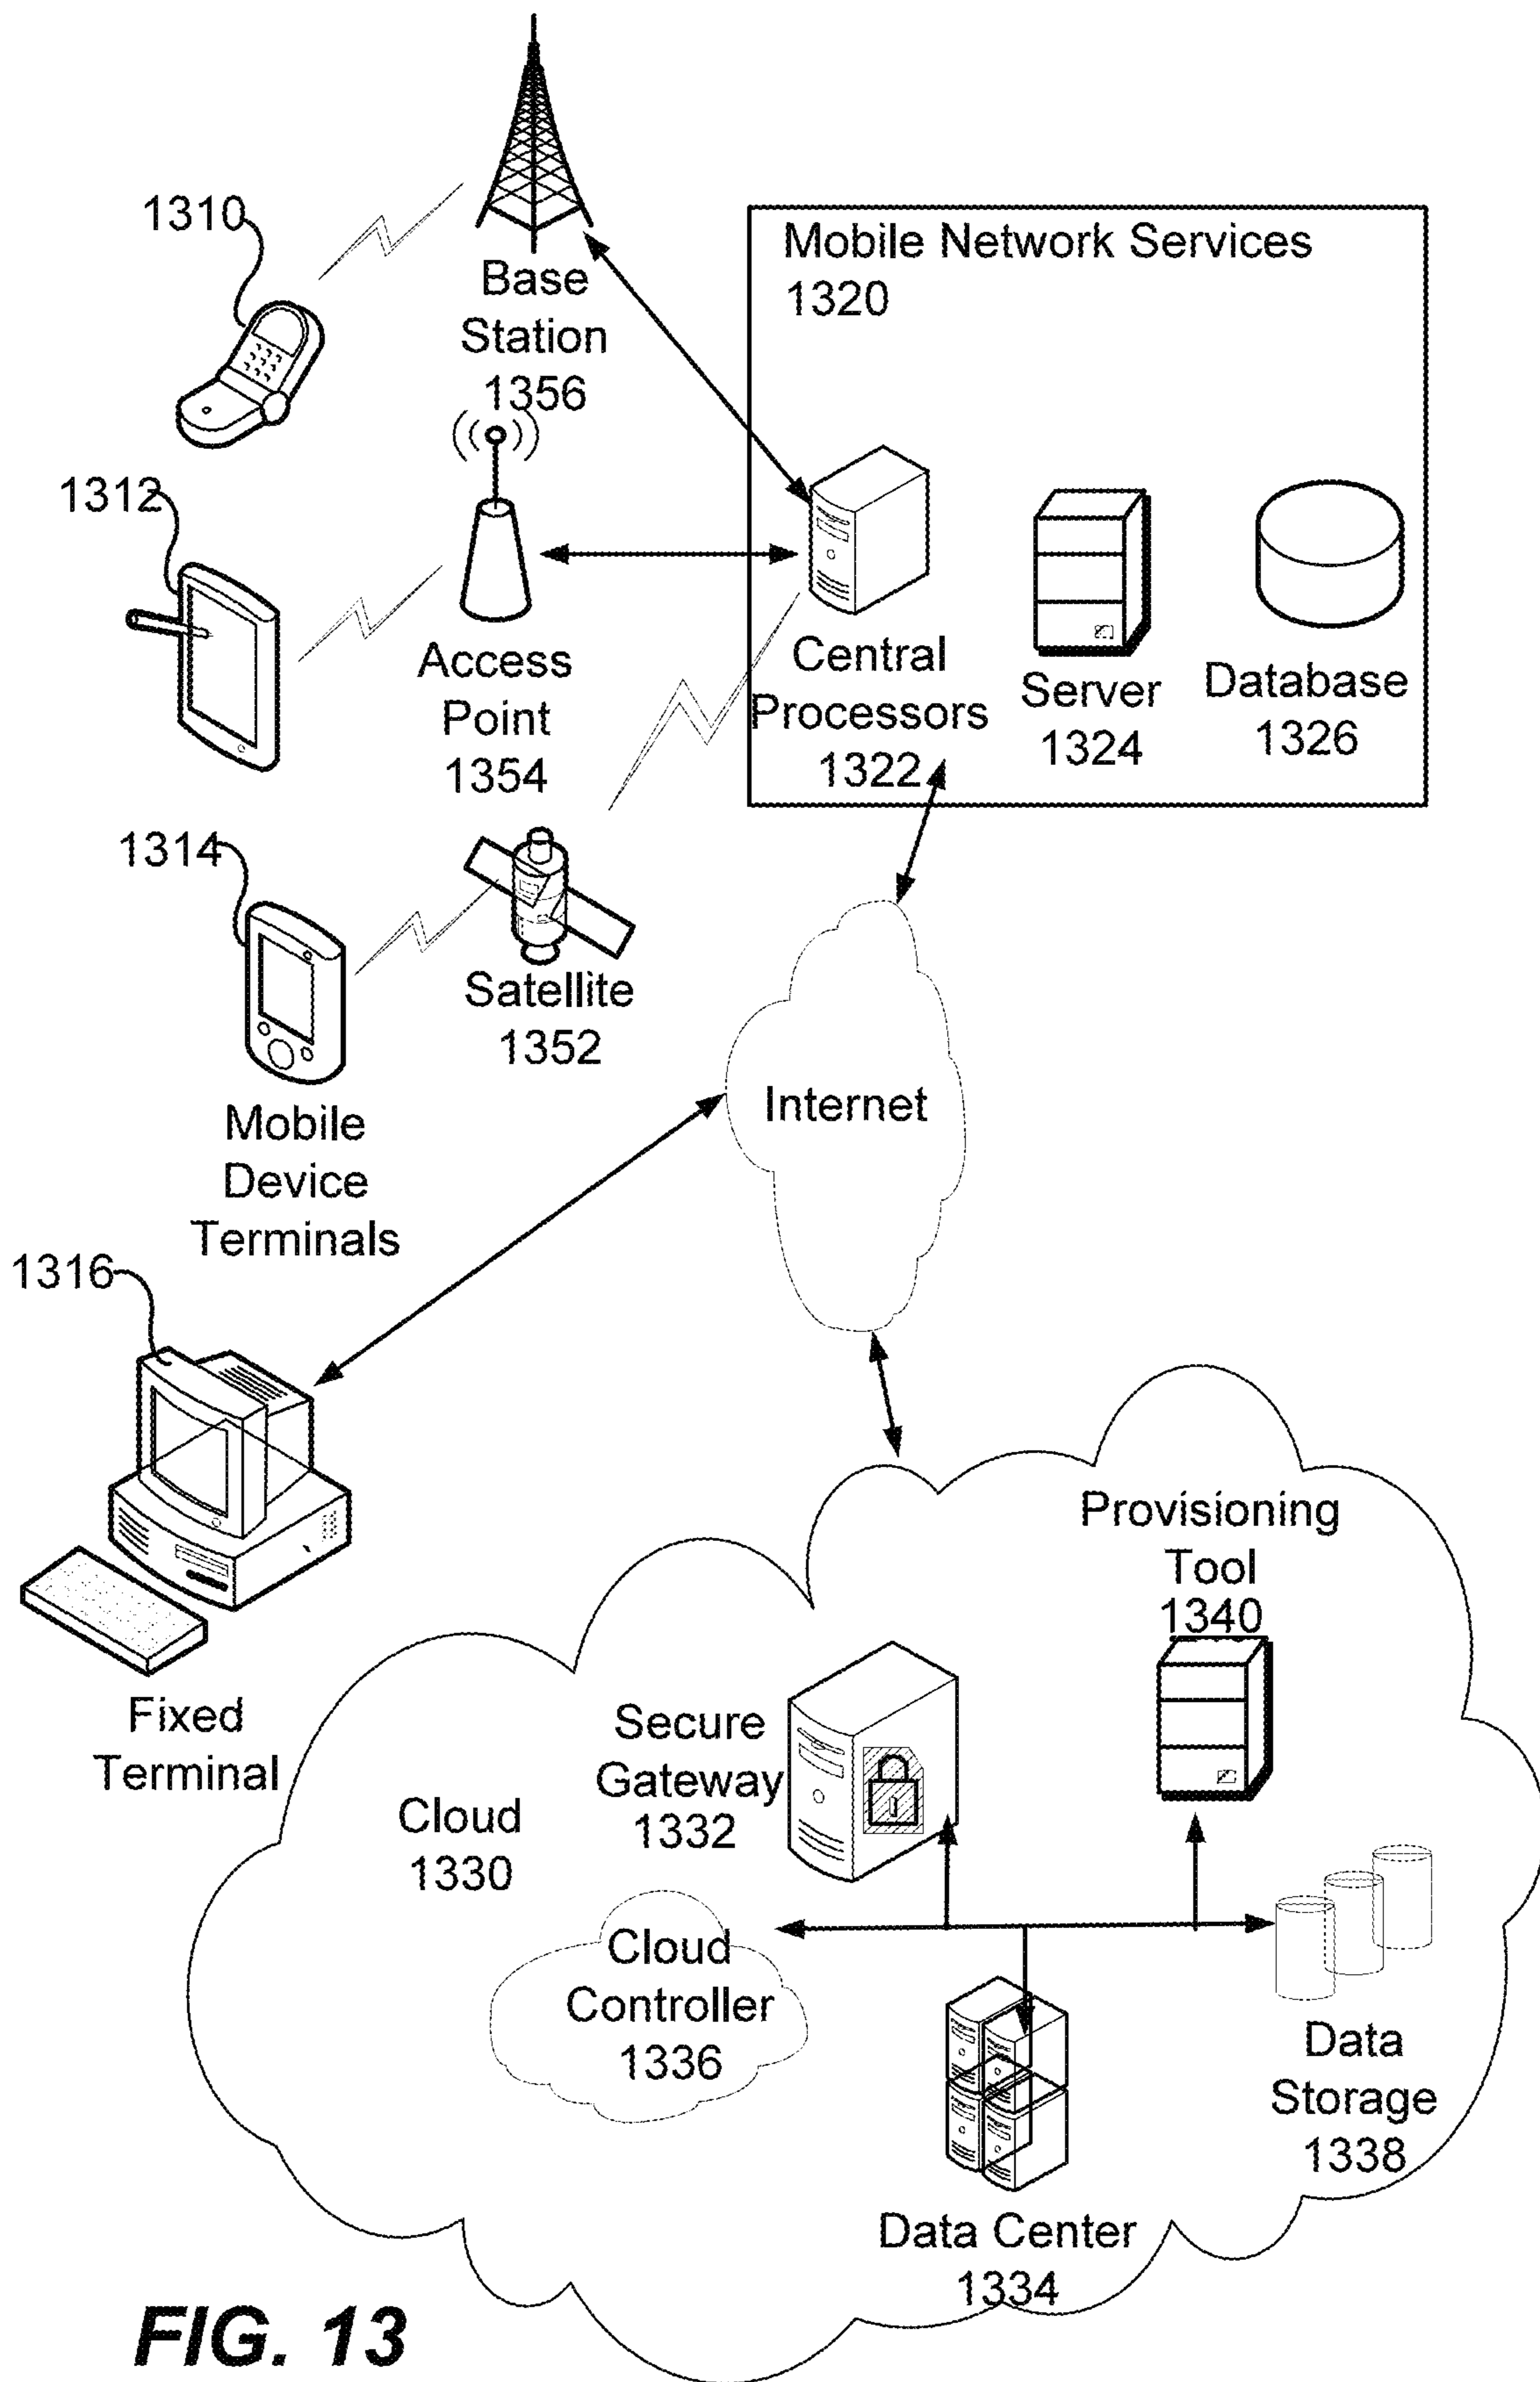 1310
Base
Station
1356
Mobile Network Services
1320
1312
Access
Point
1354
Central
Processors
1322
Server
1324
Database
1326
1314
Satellite
1352
Mobile
Device
Terminals
Internet
1316
Fixed
Terminal
Provisioning
Tool
1340
Secure
Gateway
1332
Cloud
1330
Cloud
Controller
1336
Data
Storage
1338
Data Center
1334
FIG. 13